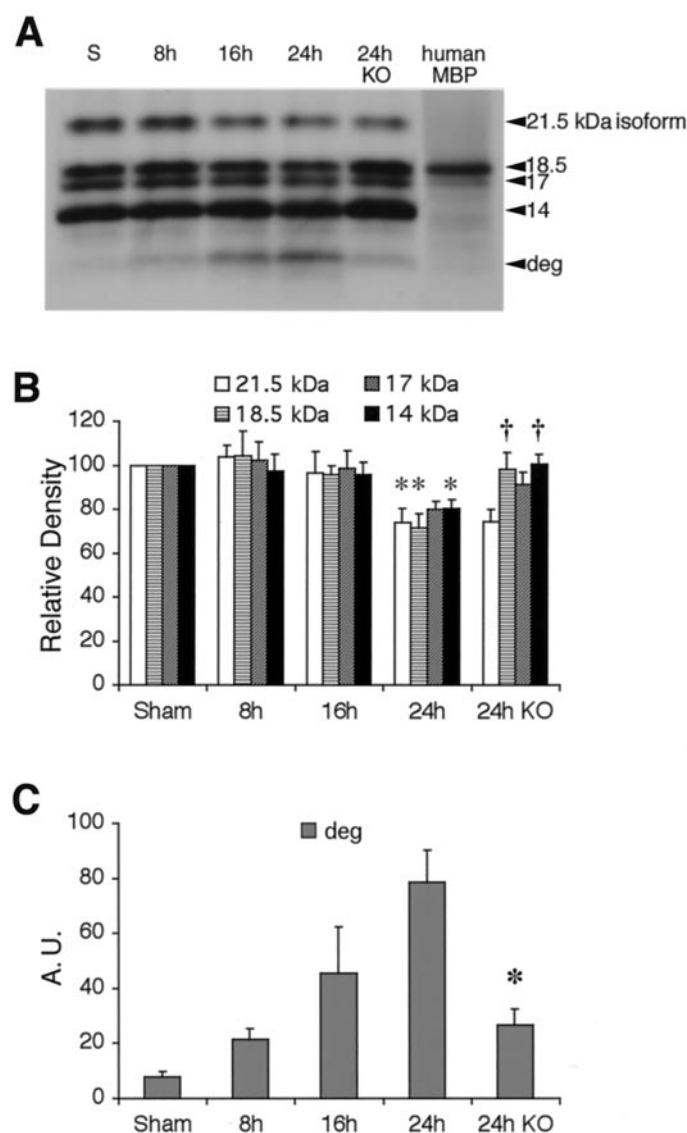 A
S 8h 16h 24h 24h KO human MBP
21.5 kDa isoform
18.5
17
14
deg
B
21.5 kDa 17 kDa
18.5 kDa 14 kDa
Relative Density
120
100
80
60
40
20
0
** * † †
Sham 8h 16h 24h 24h KO
C
deg
A. U.
100
80
60
40
20
0
*
Sham 8h 16h 24h 24h KO